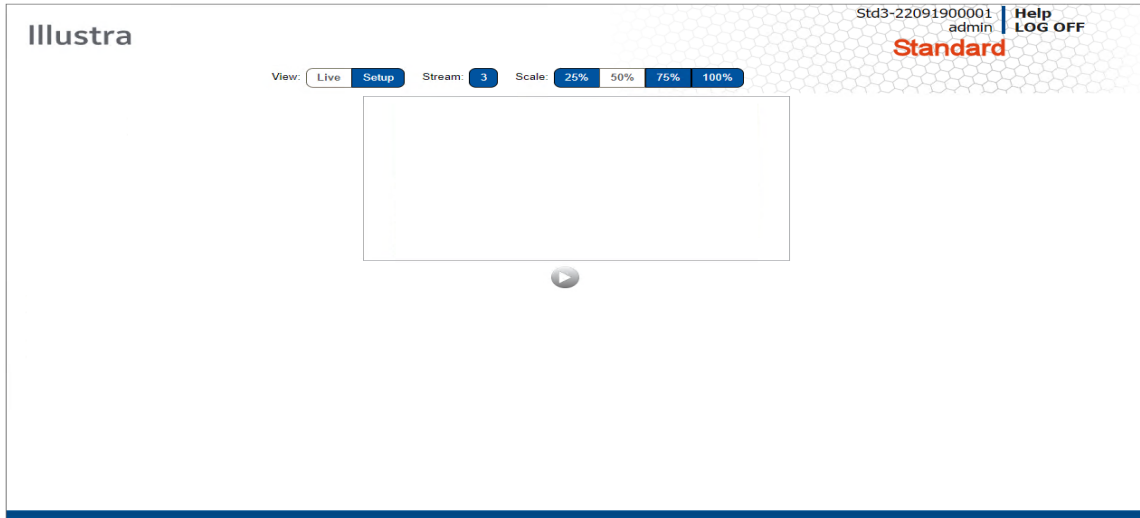 Illustra
Std3-22091900001 Help
admin LOG OFF
Standard
View: Live Setup Stream: 3 Scale: 25% 50% 75% 100%